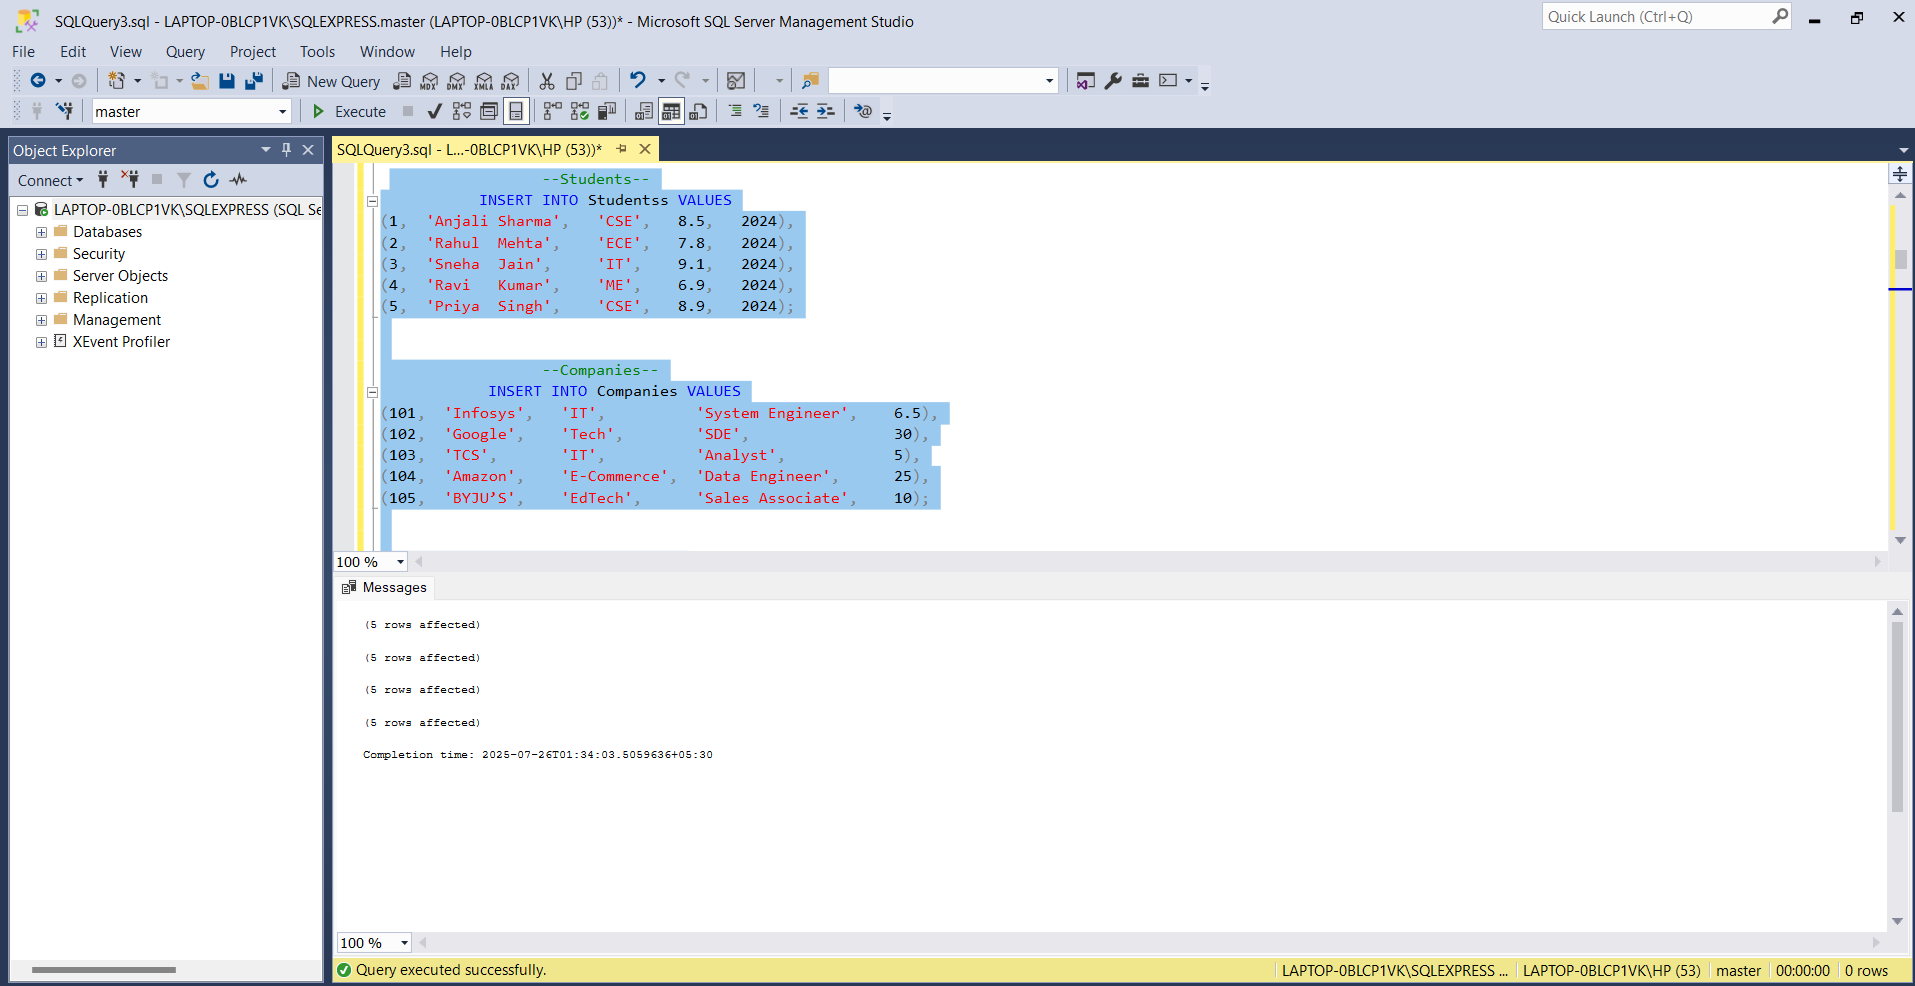 SQLQuery3.sql - LAPTOP-0BLCP1VK\SQLEXPRESS.master (LAPTOP-0BLCP1VK\HP (53))* - Microsoft SQL Server Management Studio
Quick Launch (Ctrl+Q)
File Edit View Query Project Tools Window Help
New Query MDX DMX XMLA DAX
master Execute
Object Explorer
Connect
LAPTOP-0BLCP1VK\SQLEXPRESS (SQL Se
Databases
Security
Server Objects
Replication
Management
XEvent Profiler
SQLQuery3.sql - L...-0BLCP1VK\HP (53))*
--Students--
INSERT INTO Studentss VALUES
(1, 'Anjali Sharma', 'CSE', 8.5, 2024),
(2, 'Rahul Mehta', 'ECE', 7.8, 2024),
(3, 'Sneha Jain', 'IT', 9.1, 2024),
(4, 'Ravi Kumar', 'ME', 6.9, 2024),
(5, 'Priya Singh', 'CSE', 8.9, 2024);
--Companies--
INSERT INTO Companies VALUES
(101, 'Infosys', 'IT', 'System Engineer', 6.5),
(102, 'Google', 'Tech', 'SDE', 30),
(103, 'TCS', 'IT', 'Analyst', 5),
(104, 'Amazon', 'E-Commerce', 'Data Engineer', 25),
(105, 'BYJU’S', 'EdTech', 'Sales Associate', 10);
100 %
Messages
(5 rows affected)
(5 rows affected)
(5 rows affected)
(5 rows affected)
Completion time: 2025-07-26T01:34:03.5059636+05:30
100 %
Query executed successfully.
LAPTOP-0BLCP1VK\SQLEXPRESS ... LAPTOP-0BLCP1VK\HP (53) master 00:00:00 0 rows